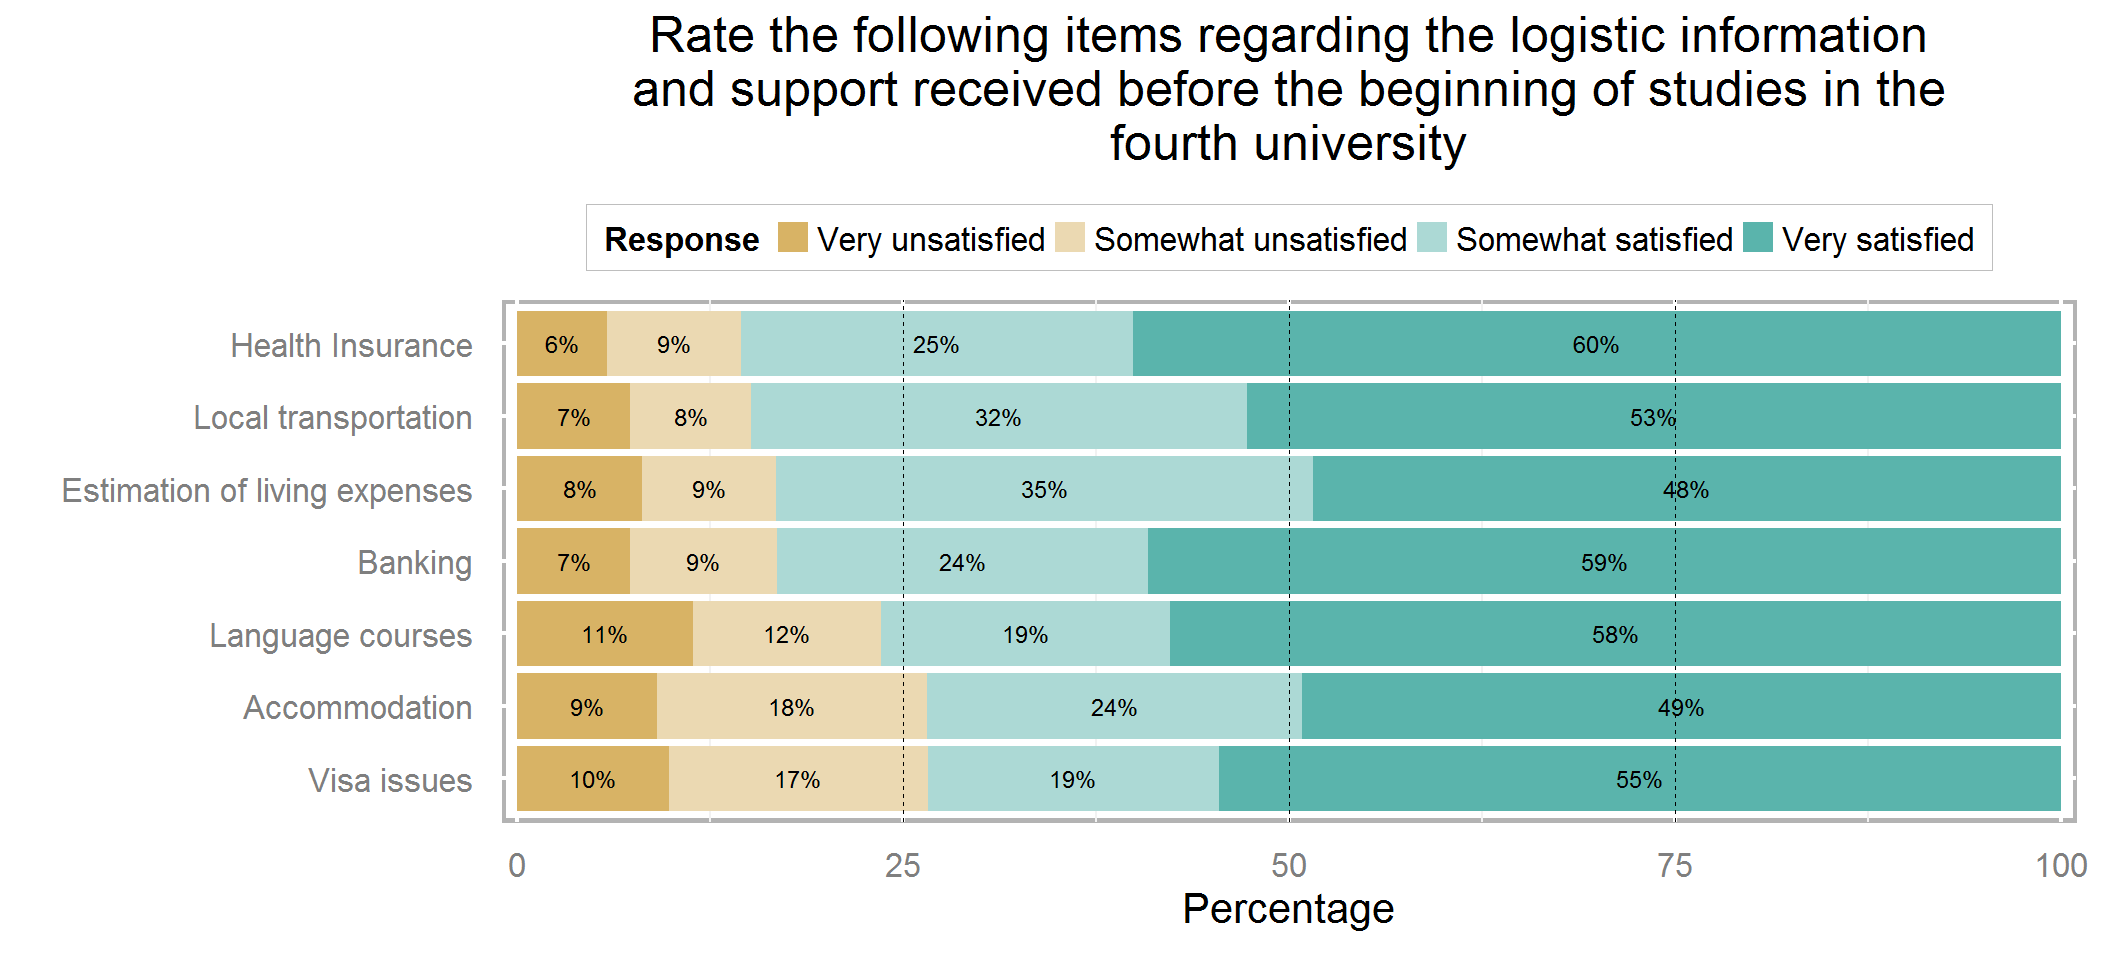 Rate the following items regarding the logistic information
and support received before the beginning of studies in the
fourth university
Response Very unsatisfied Somewhat unsatisfied Somewhat satisfied Very satisfied
Health Insurance 6% 9% 25% 60%
Local transportation 7% 8% 32% 53%
Estimation of living expenses 8% 9% 35% 48%
Banking 7% 9% 24% 59%
Language courses 11% 12% 19% 58%
Accommodation 9% 18% 24% 49%
Visa issues 10% 17% 19% 55%
0 25 50 75 100
Percentage